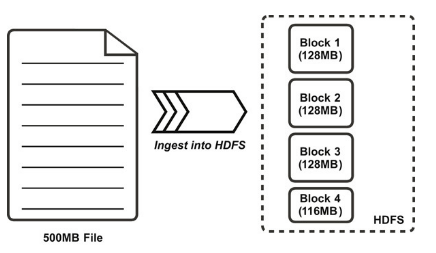 500MB File
Ingest into HDFS
Block 1
(128MB)
Block 2
(128MB)
Block 3
(128MB)
Block 4
(116MB)
HDFS